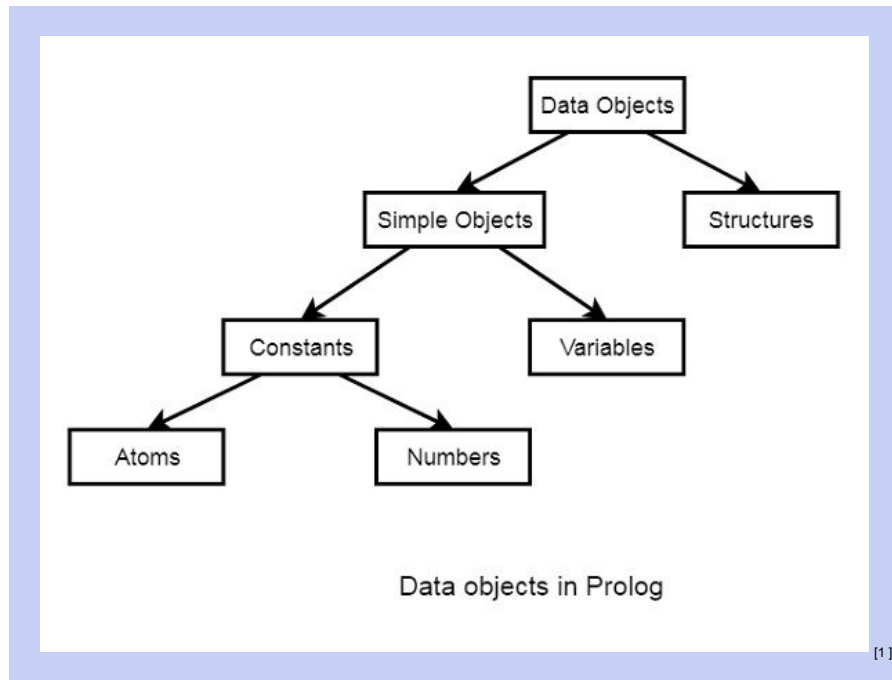 Data Objects
Simple Objects
Structures
Constants
Variables
Atoms
Numbers
Data objects in Prolog
[1 ]